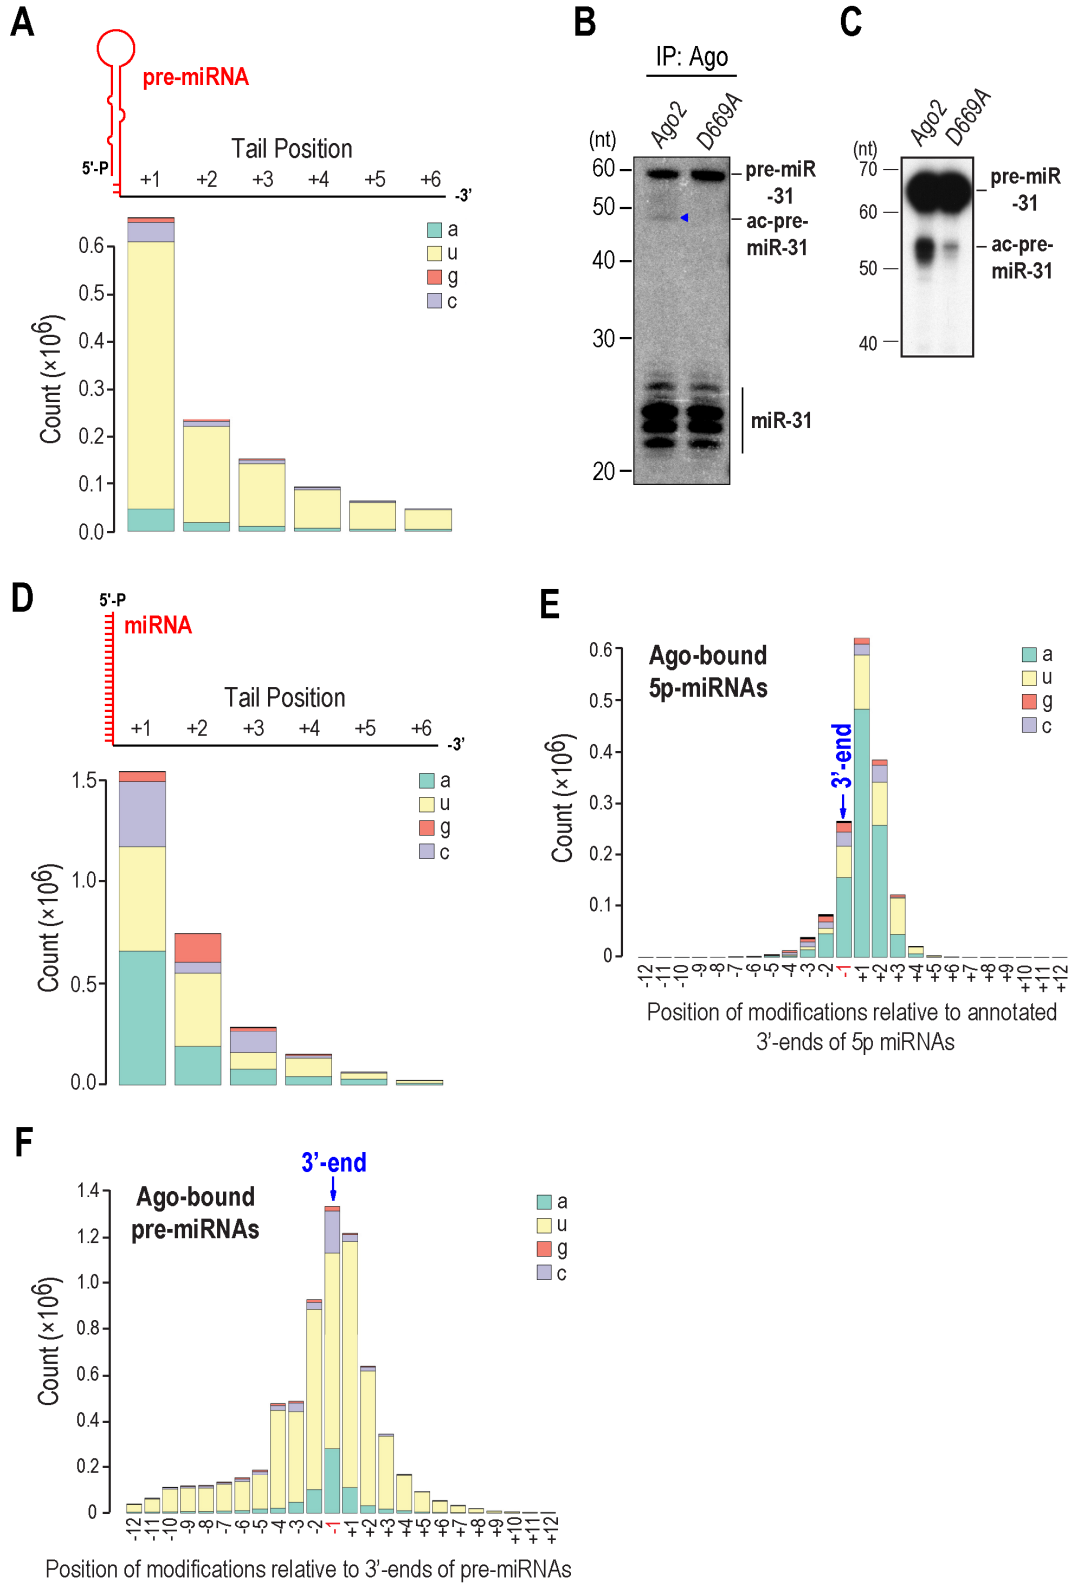 A
pre-miRNA
5'-P
Tail Position
+1 +2 +3 +4 +5 +6
-3'
a
u
g
c
Count (×10⁶)
0.6
0.5
0.4
0.3
0.2
0.1
0.0
B
IP: Ago
Ago2 D669A
(nt)
60
50
40
30
20
pre-miR
-31
ac-pre-
miR-31
miR-31
C
Ago2 D669A
(nt)
70
60
50
40
pre-miR
-31
ac-pre-
miR-31
D
5'-P
miRNA
Tail Position
+1 +2 +3 +4 +5 +6
-3'
a
u
g
c
Count (×10⁶)
1.5
1.0
0.5
0.0
E
Ago-bound
5p-miRNAs
3'-end
a
u
g
c
Count (×10⁶)
0.6
0.5
0.4
0.3
0.2
0.1
0
-12 -11 -10 -9 -8 -7 -6 -5 -4 -3 -2 -1 +1 +2 +3 +4 +5 +6 +7 +8 +9 +10 +11 +12
Position of modifications relative to annotated
3'-ends of 5p miRNAs
F
Ago-bound
pre-miRNAs
3'-end
a
u
g
c
Count (×10⁶)
1.4
1.2
1.0
0.8
0.6
0.4
0.2
0
-12 -11 -10 -9 -8 -7 -6 -5 -4 -3 -2 -1 +1 +2 +3 +4 +5 +6 +7 +8 +9 +10 +11 +12
Position of modifications relative to 3'-ends of pre-miRNAs